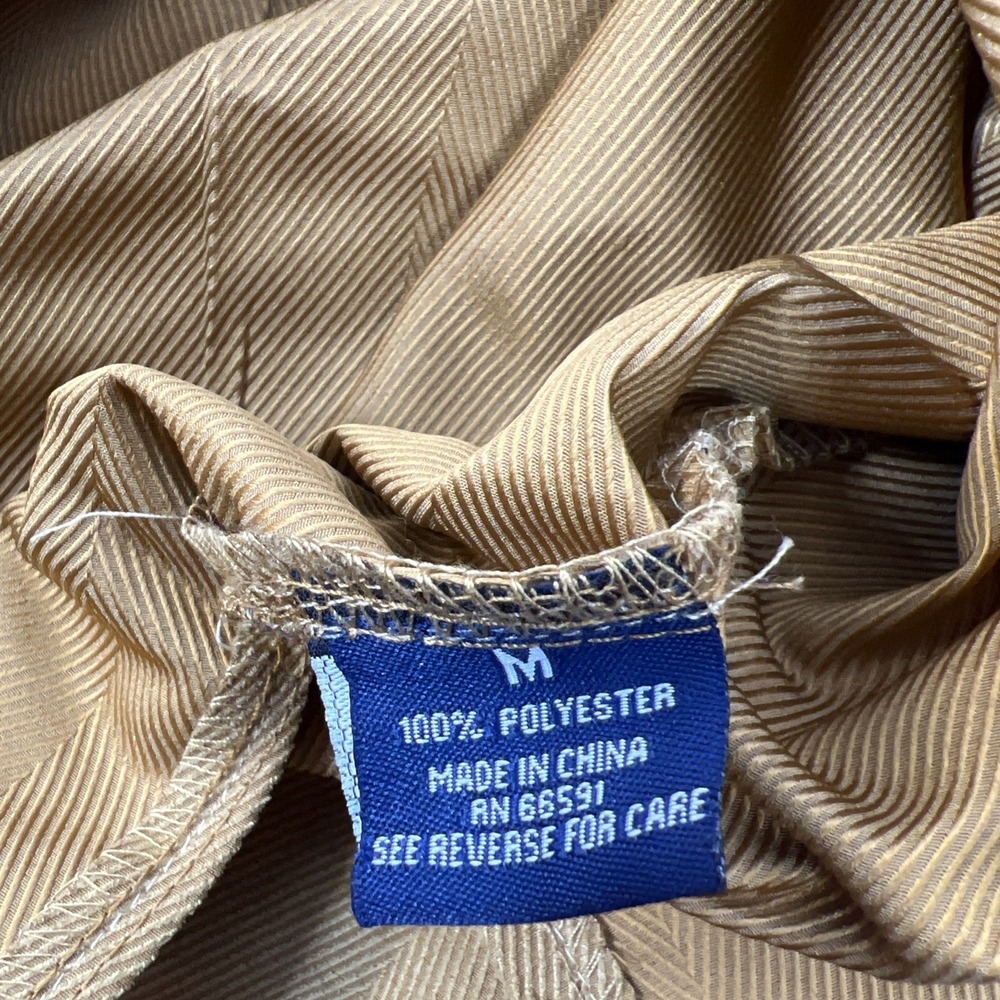 M
100% POLYESTER
MADE IN CHINA
RN 66591
SEE REVERSE FOR CARE